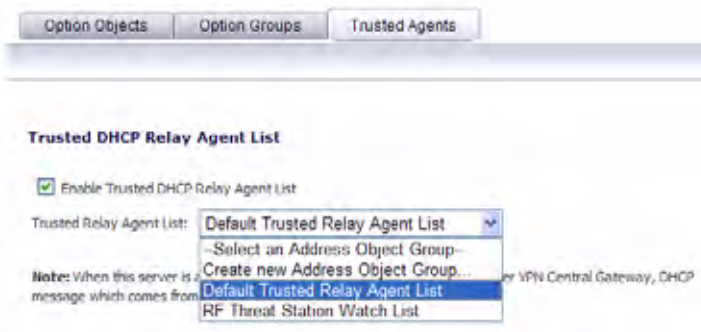 Option Objects Option Groups Trusted Agents
Trusted DHCP Relay Agent List
Enable Trusted DHCP Relay Agent List
Trusted Relay Agent List: Default Trusted Relay Agent List
--Select an Address Object Group--
Create new Address Object Group...
Default Trusted Relay Agent List
RF Threat Station Watch List
Note: When this server is a er VPN Central Gateway, DHCP
message which comes from